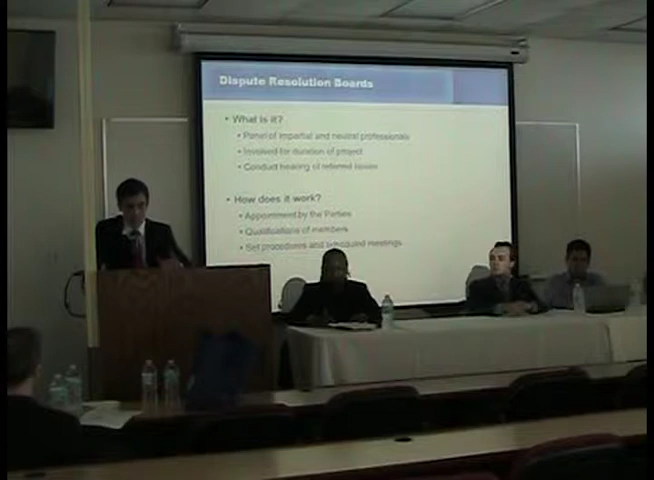 Dispute Resolution Boards
• What is it?
• Panel of impartial and neutral professionals
• Involved for duration of project
• Conduct hearing of referred issues
• How does it work?
• Appointment by the Parties
• Qualifications of members
• Set procedures and scheduled meetings